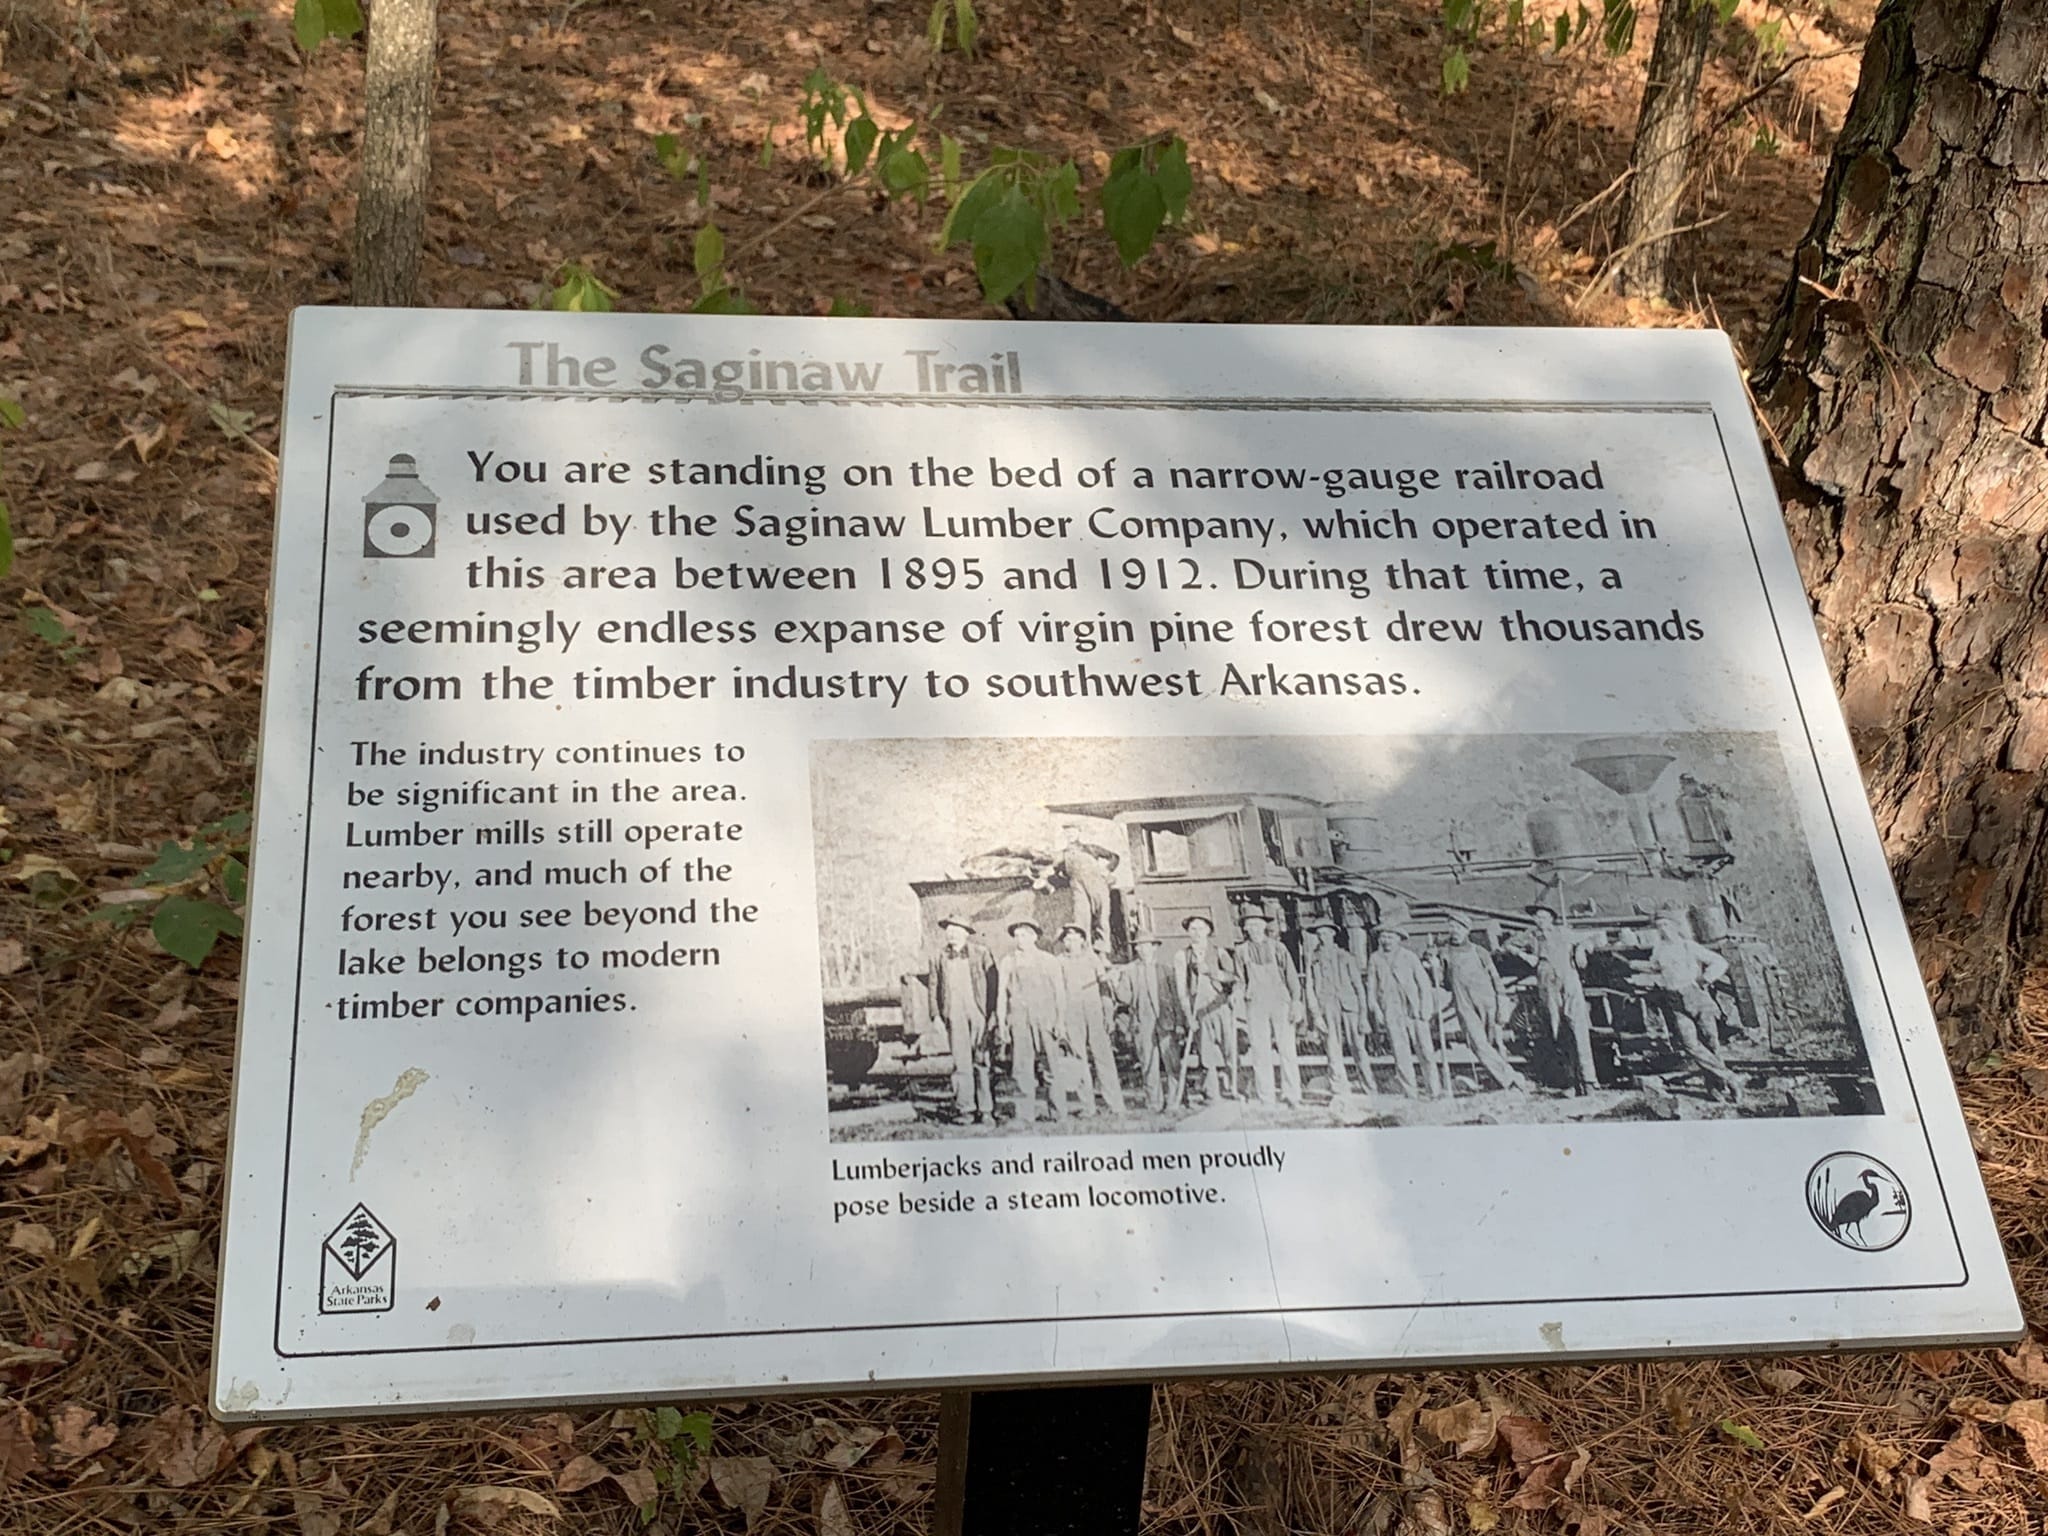 The Saginaw Trail
You are standing on the bed of a narrow-gauge railroad
used by the Saginaw Lumber Company, which operated in
this area between 1895 and 1912. During that time, a
seemingly endless expanse of virgin pine forest drew thousands
from the timber industry to southwest Arkansas.
The industry continues to
be significant in the area.
Lumber mills still operate
nearby, and much of the
forest you see beyond the
lake belongs to modern
timber companies.
Lumberjacks and railroad men proudly
pose beside a steam locomotive.
Arkansas
State Parks